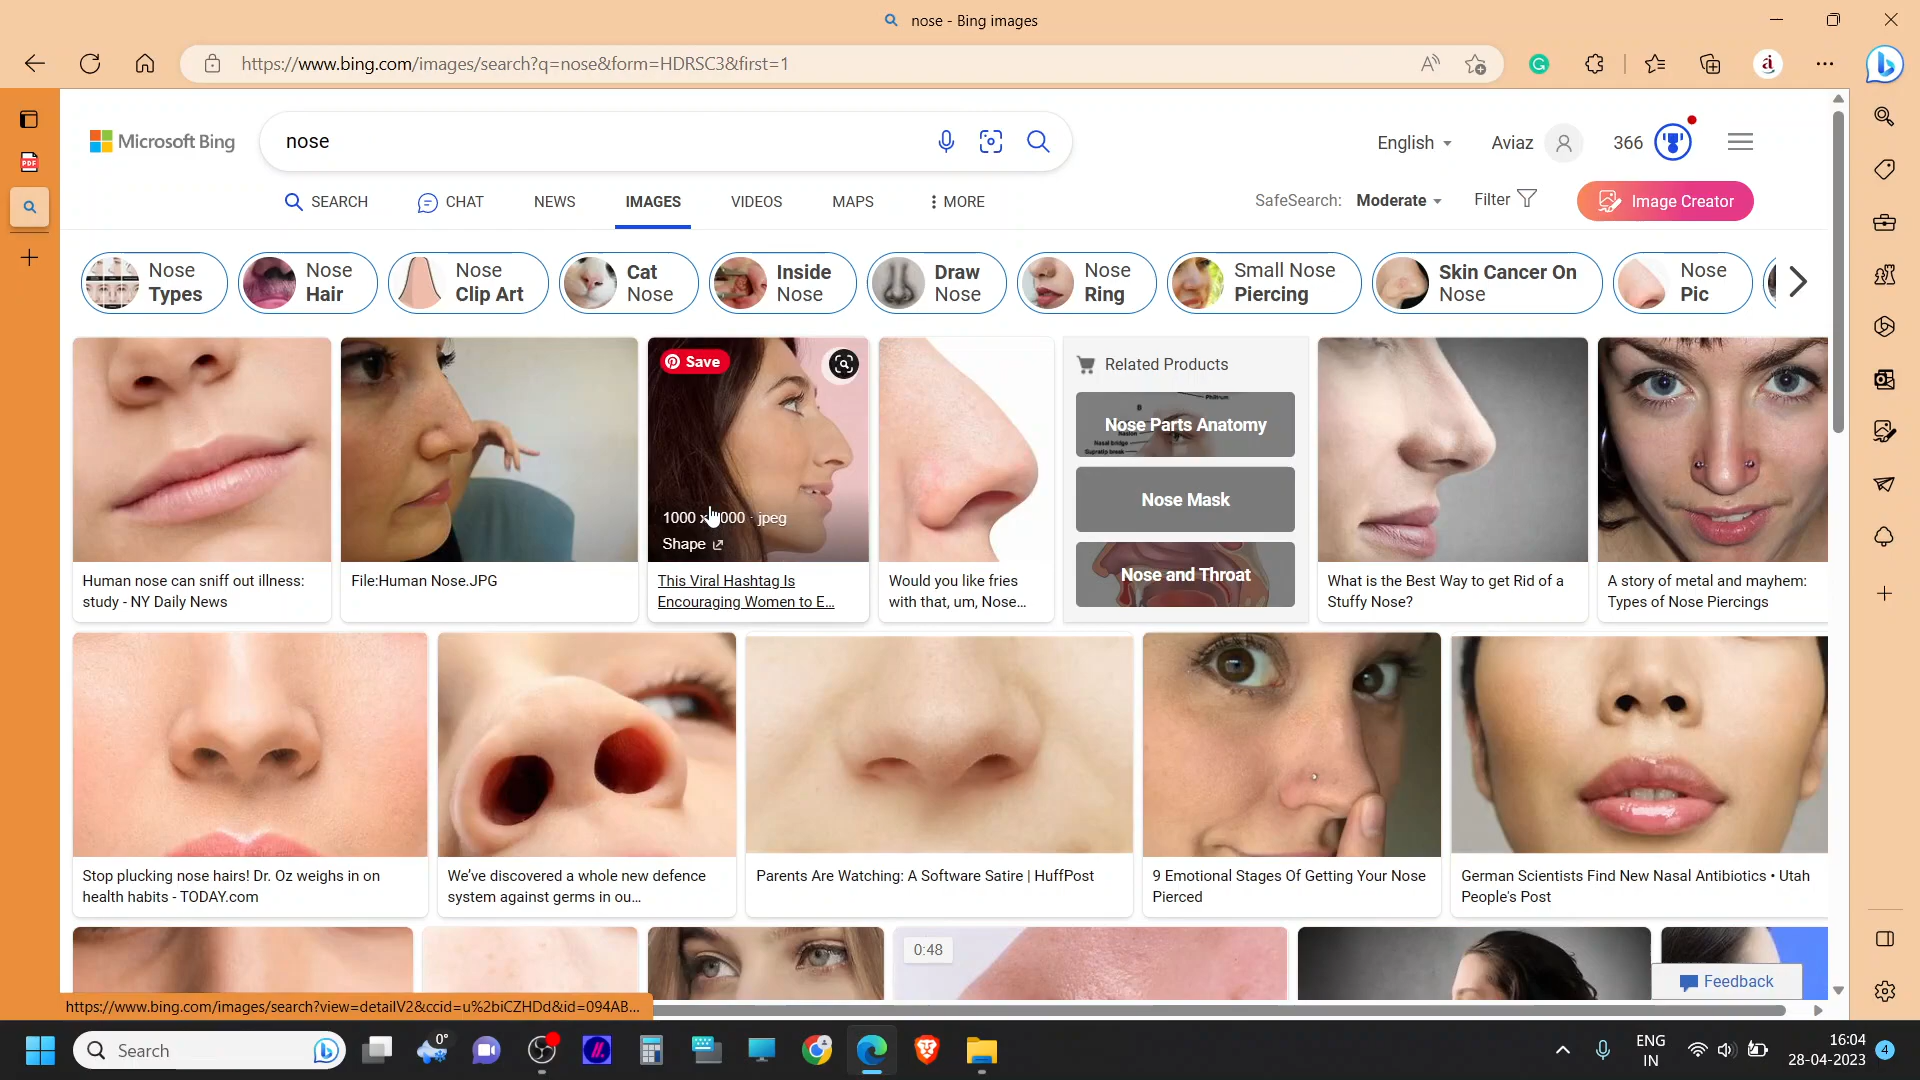 nose - Bing images
https://www.bing.com/images/search?q=nose&form=HDRSC3&first=1
Microsoft Bing
nose
English
Aviaz
366
SEARCH
CHAT
NEWS
IMAGES
VIDEOS
MAPS
MORE
SafeSearch: Moderate
Filter
Image Creator
Nose
Types
Nose
Hair
Nose
Clip Art
Cat
Nose
Inside
Nose
Draw
Nose
Nose
Ring
Small Nose
Piercing
Skin Cancer On
Nose
Nose
Pic
Save
1000 x 1000 · jpeg
Shape
Related Products
Nose Parts Anatomy
Nose Mask
Nose and Throat
Human nose can sniff out illness:
study - NY Daily News
File:Human Nose.JPG
This Viral Hashtag Is
Encouraging Women to E...
Would you like fries
with that, um, Nose...
What is the Best Way to get Rid of a
Stuffy Nose?
A story of metal and mayhem:
Types of Nose Piercings
Stop plucking nose hairs! Dr. Oz weighs in on
health habits - TODAY.com
We've discovered a whole new defence
system against germs in ou...
Parents Are Watching: A Software Satire | HuffPost
9 Emotional Stages Of Getting Your Nose
Pierced
German Scientists Find New Nasal Antibiotics • Utah
People's Post
0:48
Feedback
https://www.bing.com/images/search?view=detailV2&ccid=u%2biCZHDd&id=094AB...
Search
0°
ENG
IN
16:04
28-04-2023
4